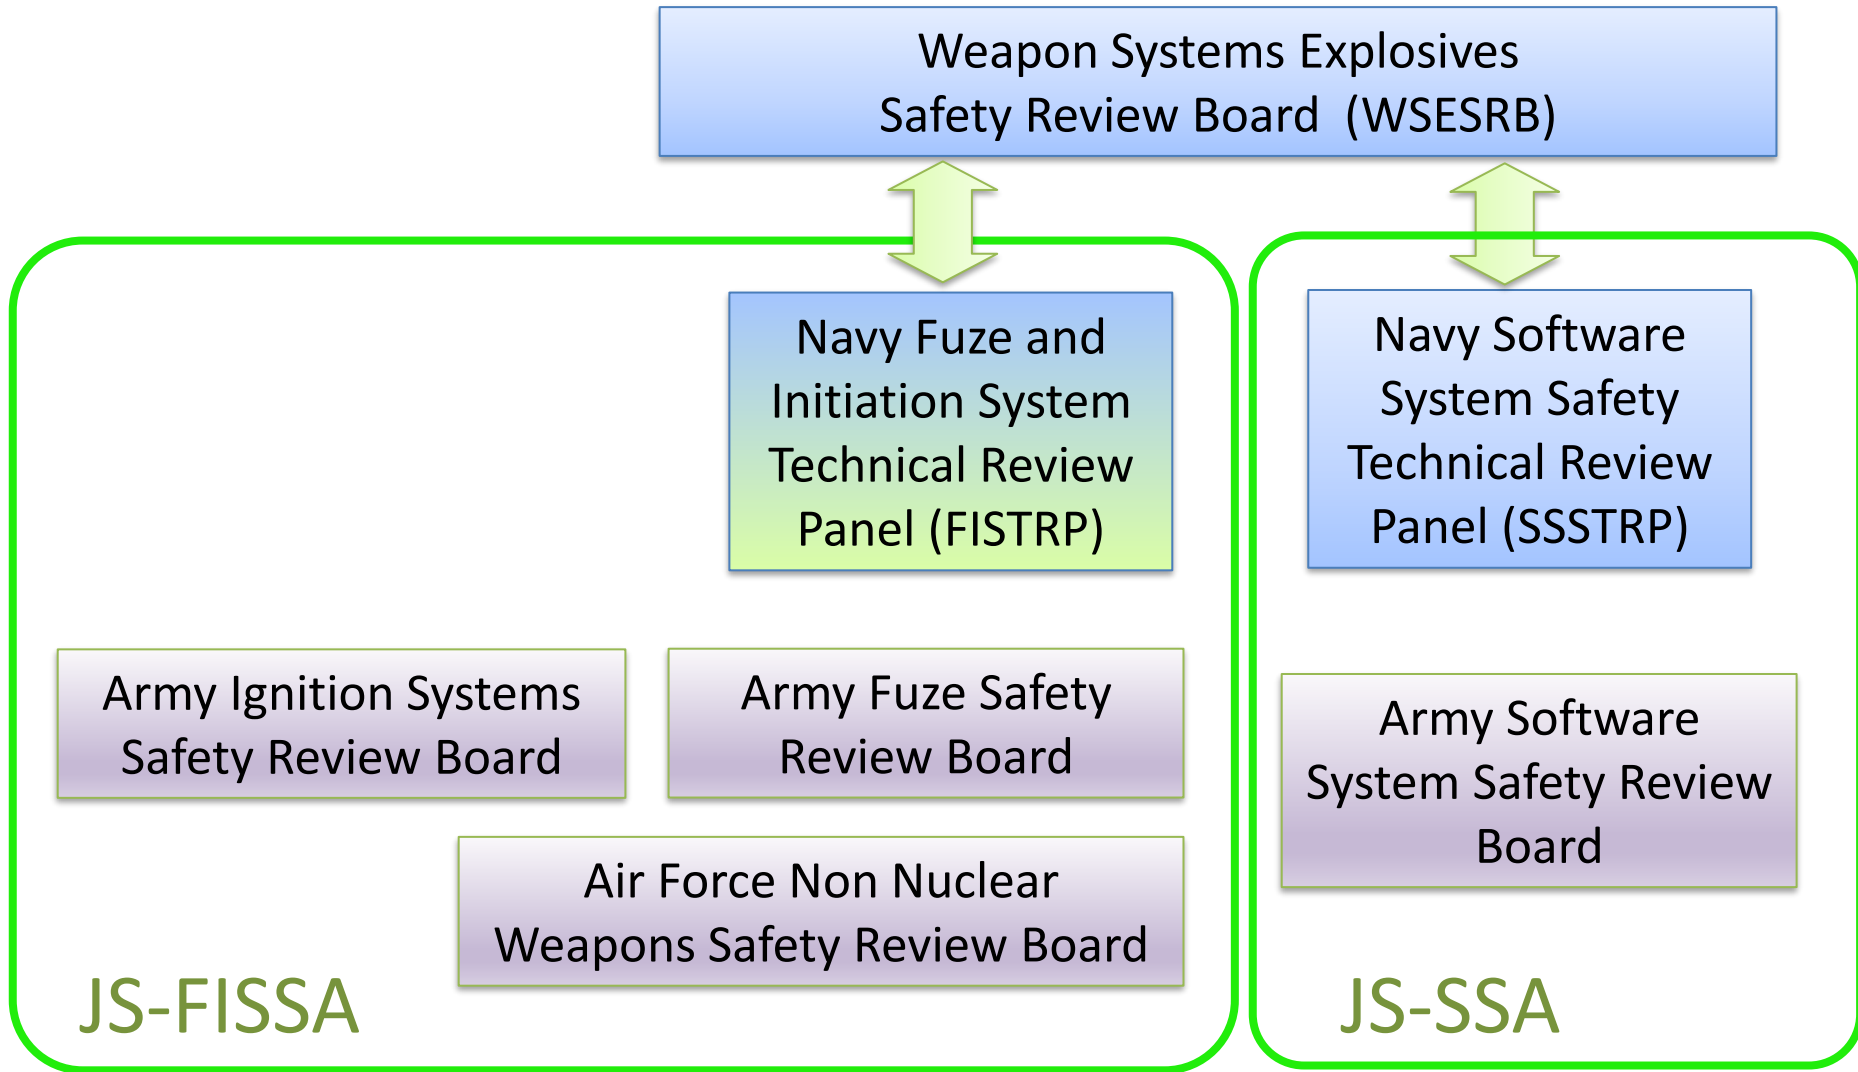 Weapon Systems Explosives
Safety Review Board  (WSESRB)
Navy Fuze and
Initiation System
Technical Review
Panel (FISTRP)
Navy Software
System Safety
Technical Review
Panel (SSSTRP)
Army Ignition Systems
Safety Review Board
Army Fuze Safety
Review Board
Army Software
System Safety Review
Board
Air Force Non Nuclear
Weapons Safety Review Board
JS-FISSA
JS-SSA